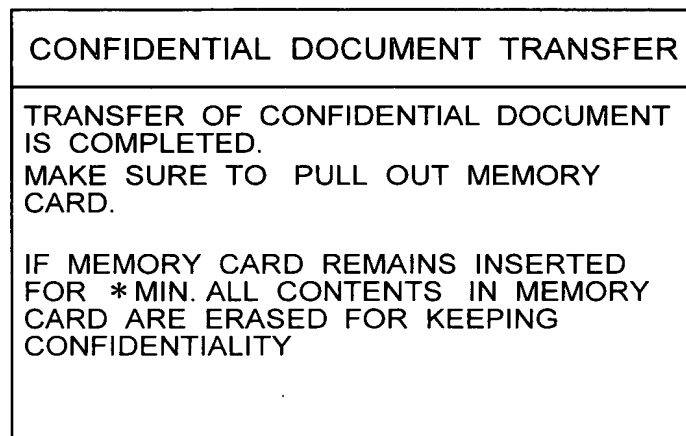 CONFIDENTIAL DOCUMENT TRANSFER
TRANSFER OF CONFIDENTIAL DOCUMENT
IS COMPLETED.
MAKE SURE TO PULL OUT MEMORY
CARD.
IF MEMORY CARD REMAINS INSERTED
FOR *MIN. ALL CONTENTS IN MEMORY
CARD ARE ERASED FOR KEEPING
CONFIDENTIALITY